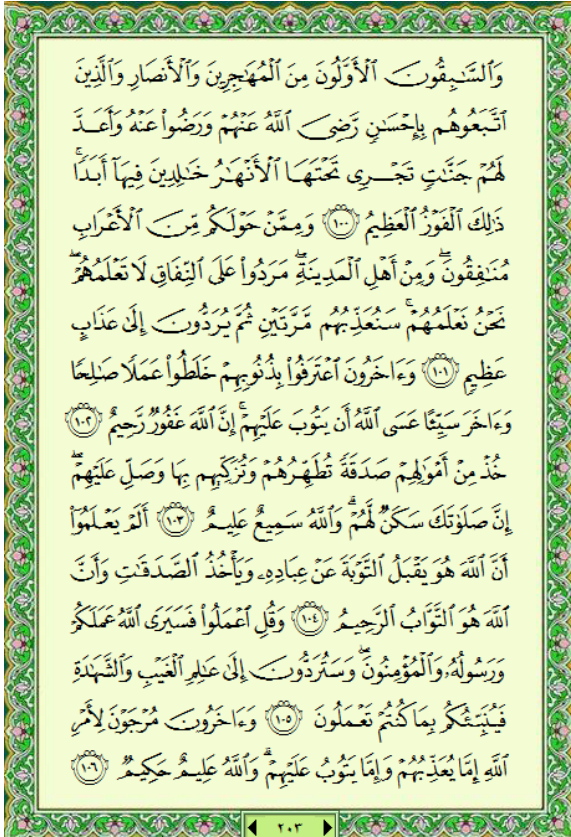 وَٱلسَّـٰبِقُونَ ٱلْأَوَّلُونَ مِنَ ٱلْمُهَـٰجِرِينَ وَٱلْأَنصَارِ وَٱلَّذِينَ
ٱتَّبَعُوهُم بِإِحْسَـٰنٍ رَّضِىَ ٱللَّهُ عَنْهُمْ وَرَضُوا۟ عَنْهُ وَأَعَدَّ
لَهُمْ جَنَّـٰتٍ تَجْرِى تَحْتَهَا ٱلْأَنْهَـٰرُ خَـٰلِدِينَ فِيهَآ أَبَدًا ۚ
ذَٰلِكَ ٱلْفَوْزُ ٱلْعَظِيمُ ١٠٠ وَمِمَّنْ حَوْلَكُم مِّنَ ٱلْأَعْرَابِ
مُنَـٰفِقُونَ ۖ وَمِنْ أَهْلِ ٱلْمَدِينَةِ ۖ مَرَدُوا۟ عَلَى ٱلنِّفَاقِ لَا تَعْلَمُهُمْ ۖ
نَحْنُ نَعْلَمُهُمْ ۚ سَنُعَذِّبُهُم مَّرَّتَيْنِ ثُمَّ يُرَدُّونَ إِلَىٰ عَذَابٍ
عَظِيمٍ ١٠١ وَءَاخَرُونَ ٱعْتَرَفُوا۟ بِذُنُوبِهِمْ خَلَطُوا۟ عَمَلًا صَـٰلِحًا
وَءَاخَرَ سَيِّئًا عَسَى ٱللَّهُ أَن يَتُوبَ عَلَيْهِمْ ۚ إِنَّ ٱللَّهَ غَفُورٌ رَّحِيمٌ ١٠٢
خُذْ مِنْ أَمْوَٰلِهِمْ صَدَقَةً تُطَهِّرُهُمْ وَتُزَكِّيهِم بِهَا وَصَلِّ عَلَيْهِمْ ۖ
إِنَّ صَلَوٰتَكَ سَكَنٌ لَّهُمْ ۗ وَٱللَّهُ سَمِيعٌ عَلِيمٌ ١٠٣ أَلَمْ يَعْلَمُوٓا۟
أَنَّ ٱللَّهَ هُوَ يَقْبَلُ ٱلتَّوْبَةَ عَنْ عِبَادِهِۦ وَيَأْخُذُ ٱلصَّدَقَـٰتِ وَأَنَّ
ٱللَّهَ هُوَ ٱلتَّوَّابُ ٱلرَّحِيمُ ١٠٤ وَقُلِ ٱعْمَلُوا۟ فَسَيَرَى ٱللَّهُ عَمَلَكُمْ
وَرَسُولُهُۥ وَٱلْمُؤْمِنُونَ ۖ وَسَتُرَدُّونَ إِلَىٰ عَـٰلِمِ ٱلْغَيْبِ وَٱلشَّهَـٰدَةِ
فَيُنَبِّئُكُم بِمَا كُنتُمْ تَعْمَلُونَ ١٠٥ وَءَاخَرُونَ مُرْجَوْنَ لِأَمْرِ
ٱللَّهِ إِمَّا يُعَذِّبُهُمْ وَإِمَّا يَتُوبُ عَلَيْهِمْ ۗ وَٱللَّهُ عَلِيمٌ حَكِيمٌ ١٠٦
٢٠٣